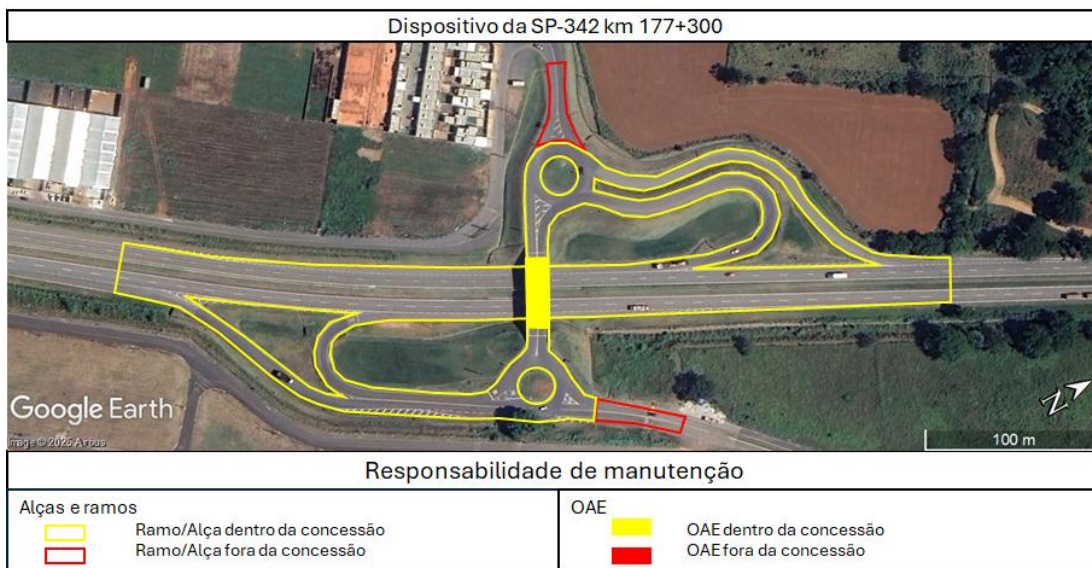 Dispositivo da SP-342 km 177+300
N
Google Earth
Image © 2025 Airbus
100 m
Responsabilidade de manutenção
Alças e ramos
Ramo/Alça dentro da concessão
Ramo/Alça fora da concessão
OAE
OAE dentro da concessão
OAE fora da concessão